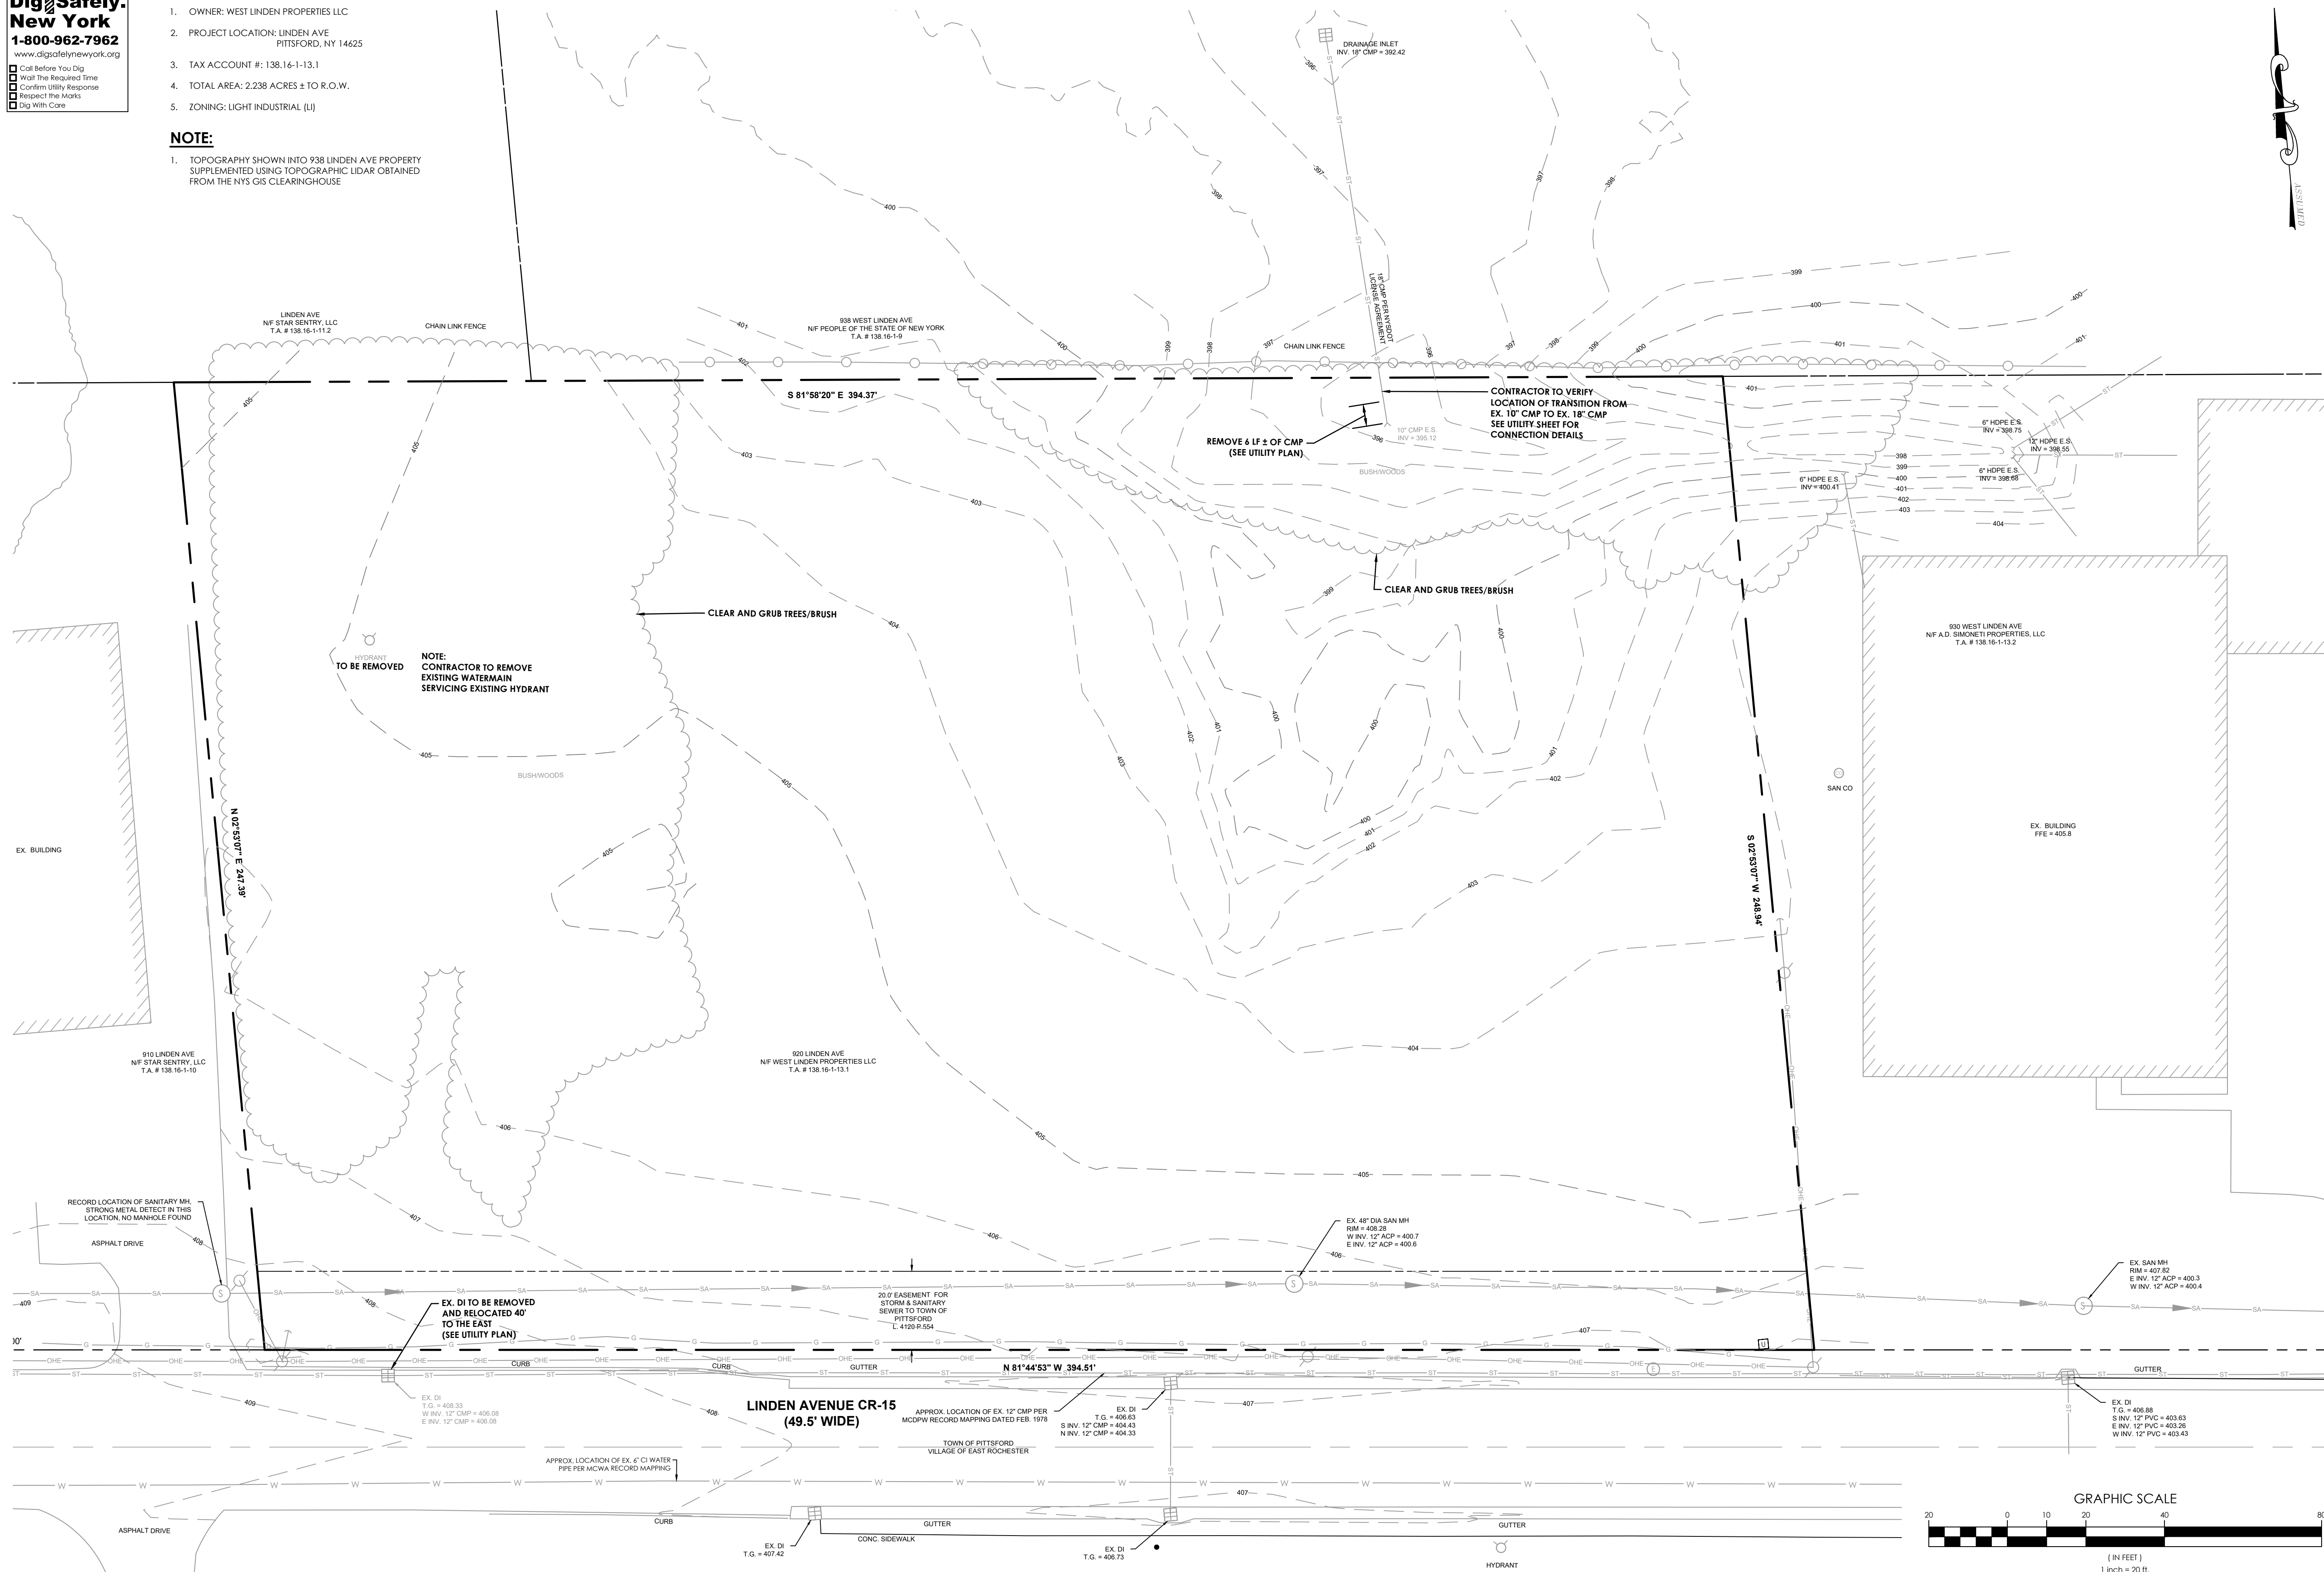 Dig Safely.
New York
1-800-962-7962
www.digsafelynewyork.org
Call Before You Dig
Wait The Required Time
Confirm Utility Response
Respect the Marks
Dig With Care
1. OWNER: WEST LINDEN PROPERTIES LLC
2. PROJECT LOCATION: LINDEN AVE
PITTSFORD, NY 14625
3. TAX ACCOUNT #: 138.16-1-13.1
4. TOTAL AREA: 2.238 ACRES ± TO R.O.W.
5. ZONING: LIGHT INDUSTRIAL (LI)
NOTE:
1. TOPOGRAPHY SHOWN INTO 938 LINDEN AVE PROPERTY
SUPPLEMENTED USING TOPOGRAPHIC LIDAR OBTAINED
FROM THE NYS GIS CLEARINGHOUSE
DRAINAGE INLET
INV. 18" CMP = 392.42
ASSUMED
LINDEN AVE
N/F STAR SENTRY, LLC
T.A. # 138.16-1-11.2
CHAIN LINK FENCE
938 WEST LINDEN AVE
N/F PEOPLE OF THE STATE OF NEW YORK
T.A. # 138.16-1-9
18" CMP PER NYSDOT
LICENSE AGREEMENT
CHAIN LINK FENCE
S 81°58'20" E 394.37'
CONTRACTOR TO VERIFY
LOCATION OF TRANSITION FROM
EX. 10" CMP TO EX. 18" CMP
SEE UTILITY SHEET FOR
CONNECTION DETAILS
REMOVE 6 LF ± OF CMP
(SEE UTILITY PLAN)
10" CMP E.S.
INV = 395.12
BUSH/WOODS
6" HDPE E.S.
INV = 398.75
12" HDPE E.S.
INV = 398.55
6" HDPE E.S.
INV = 398.68
6" HDPE E.S.
INV = 400.41
CLEAR AND GRUB TREES/BRUSH
CLEAR AND GRUB TREES/BRUSH
930 WEST LINDEN AVE
N/F A.D. SIMONETI PROPERTIES, LLC
T.A. # 138.16-1-13.2
HYDRANT
TO BE REMOVED
NOTE:
CONTRACTOR TO REMOVE
EXISTING WATERMAIN
SERVICING EXISTING HYDRANT
BUSH/WOODS
SAN CO
EX. BUILDING
FFE = 405.8
EX. BUILDING
N 02°53'07" E 247.39'
S 02°53'07" W 248.94'
910 LINDEN AVE
N/F STAR SENTRY, LLC
T.A. # 138.16-1-10
920 LINDEN AVE
N/F WEST LINDEN PROPERTIES LLC
T.A. # 138.16-1-13.1
RECORD LOCATION OF SANITARY MH,
STRONG METAL DETECT IN THIS
LOCATION, NO MANHOLE FOUND
ASPHALT DRIVE
EX. 48" DIA SAN MH
RIM = 408.28
W INV. 12" ACP = 400.7
E INV. 12" ACP = 400.6
EX. SAN MH
RIM = 407.82
E INV. 12" ACP = 400.3
W INV. 12" ACP = 400.4
EX. DI TO BE REMOVED
AND RELOCATED 40'
TO THE EAST
(SEE UTILITY PLAN)
20.0' EASEMENT FOR
STORM & SANITARY
SEWER TO TOWN OF
PITTSFORD
L. 4120 P.554
00'
CURB
CURB
GUTTER
N 81°44'53" W 394.51'
GUTTER
EX. DI
T.G. = 408.33
W INV. 12" CMP = 406.08
E INV. 12" CMP = 406.08
LINDEN AVENUE CR-15
(49.5' WIDE)
APPROX. LOCATION OF EX. 12" CMP PER
MCDPW RECORD MAPPING DATED FEB. 1978
EX. DI
T.G. = 406.63
S INV. 12" CMP = 404.43
N INV. 12" CMP = 404.33
EX. DI
T.G. = 406.88
S INV. 12" PVC = 403.63
E INV. 12" PVC = 403.26
W INV. 12" PVC = 403.43
TOWN OF PITTSFORD
VILLAGE OF EAST ROCHESTER
APPROX. LOCATION OF EX. 6" CI WATER
PIPE PER MCWA RECORD MAPPING
ASPHALT DRIVE
CURB
GUTTER
GUTTER
CONC. SIDEWALK
EX. DI
T.G. = 407.42
EX. DI
T.G. = 406.73
HYDRANT
GRAPHIC SCALE
20 0 10 20 40 80
( IN FEET )
1 inch = 20 ft.